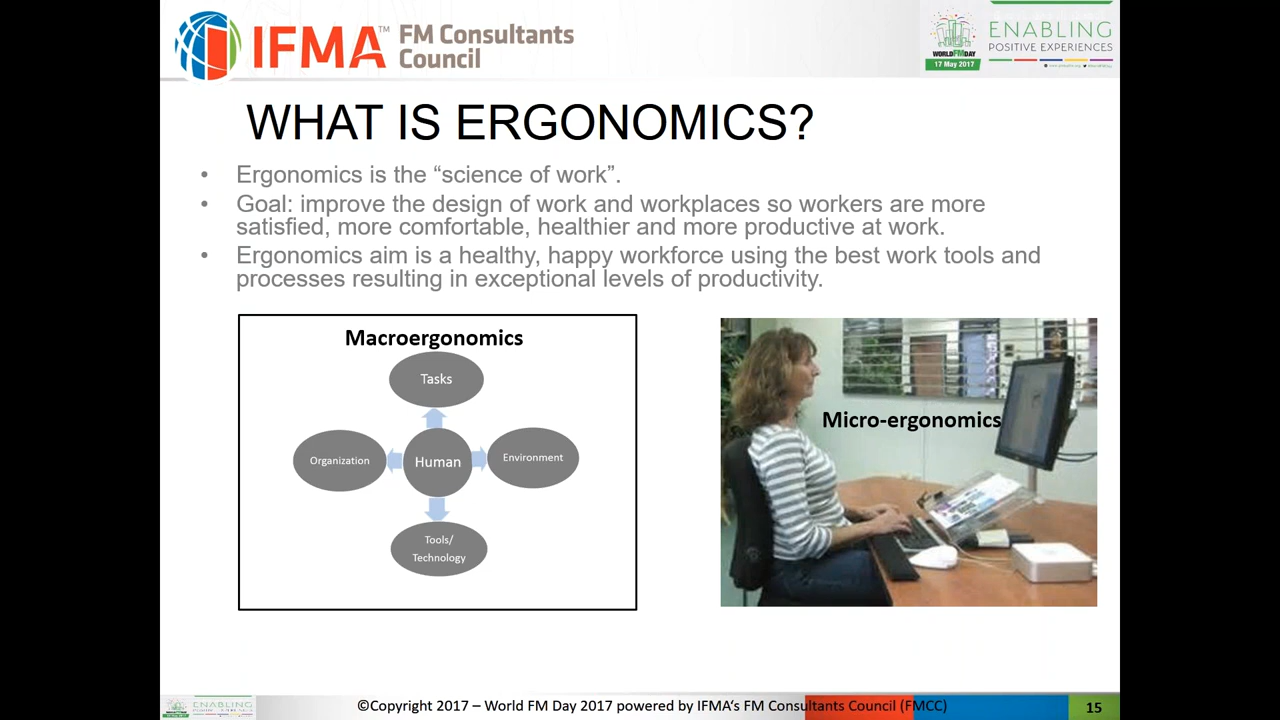 IFMA™ FM Consultants
Council
WORLD FM DAY
17 May 2017
ENABLING
POSITIVE EXPERIENCES
WHAT IS ERGONOMICS?
• Ergonomics is the “science of work”.
• Goal: improve the design of work and workplaces so workers are more
satisfied, more comfortable, healthier and more productive at work.
• Ergonomics aim is a healthy, happy workforce using the best work tools and
processes resulting in exceptional levels of productivity.
Macroergonomics
Tasks
Organization
Human
Environment
Tools/
Technology
Micro-ergonomics
ENABLING
©Copyright 2017 – World FM Day 2017 powered by IFMA‘s FM Consultants Council (FMCC)
15